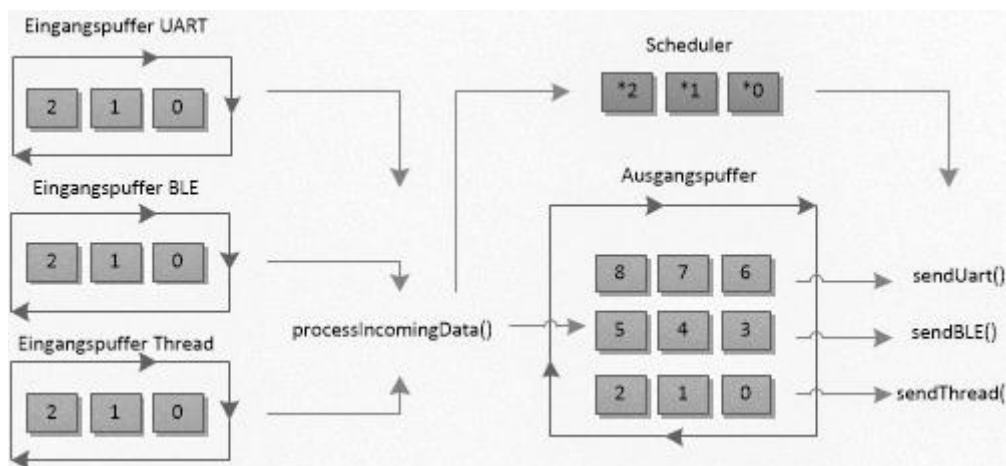 Eingangspuffer UART
2 1 0
Eingangspuffer BLE
2 1 0
Eingangspuffer Thread
2 1 0
processIncomingData()
Scheduler
*2 *1 *0
Ausgangspuffer
8 7 6
5 4 3
2 1 0
sendUart()
sendBLE()
sendThread(